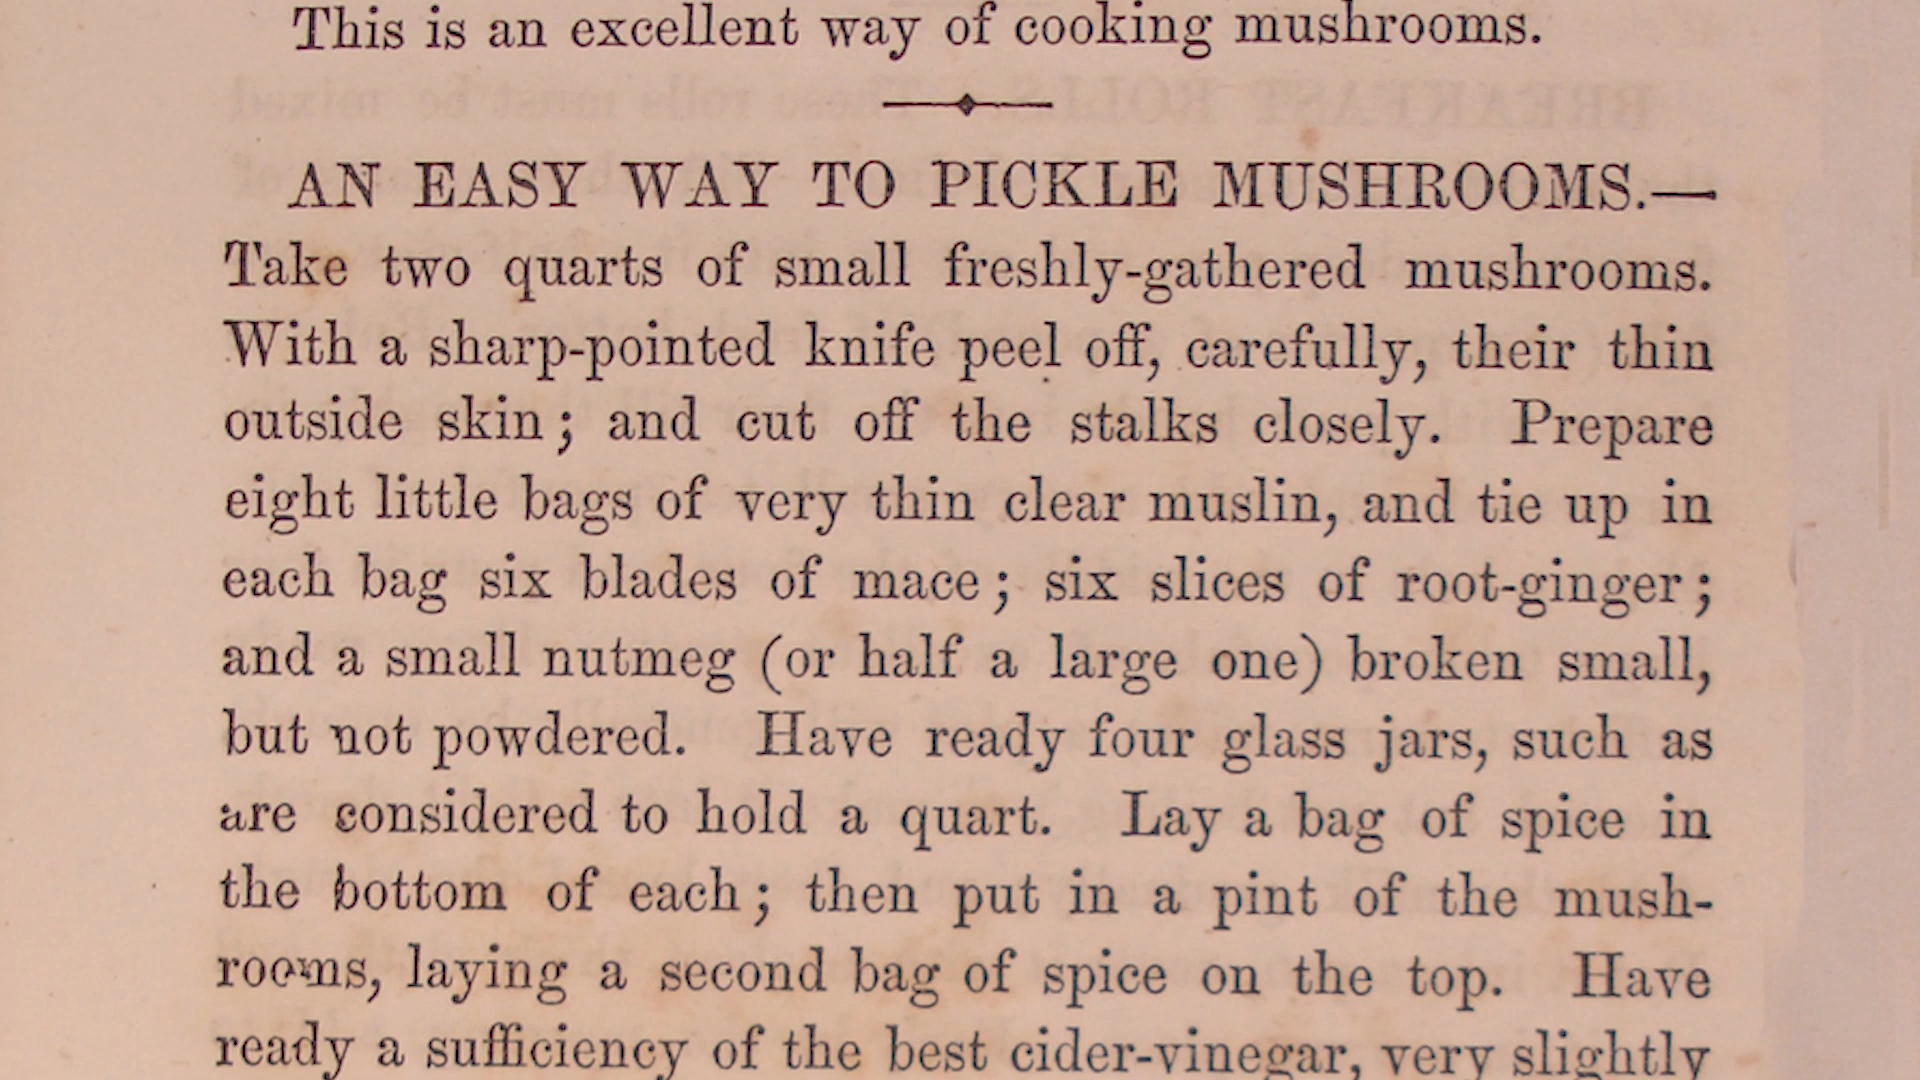 This is an excellent way of cooking mushrooms.
AN EASY WAY TO PICKLE MUSHROOMS.—
Take two quarts of small freshly-gathered mushrooms.
With a sharp-pointed knife peel off, carefully, their thin
outside skin; and cut off the stalks closely. Prepare
eight little bags of very thin clear muslin, and tie up in
each bag six blades of mace; six slices of root-ginger;
and a small nutmeg (or half a large one) broken small,
but not powdered. Have ready four glass jars, such as
are considered to hold a quart. Lay a bag of spice in
the bottom of each; then put in a pint of the mush-
rooms, laying a second bag of spice on the top. Have
ready a sufficiency of the best cider-vinegar, very slightly